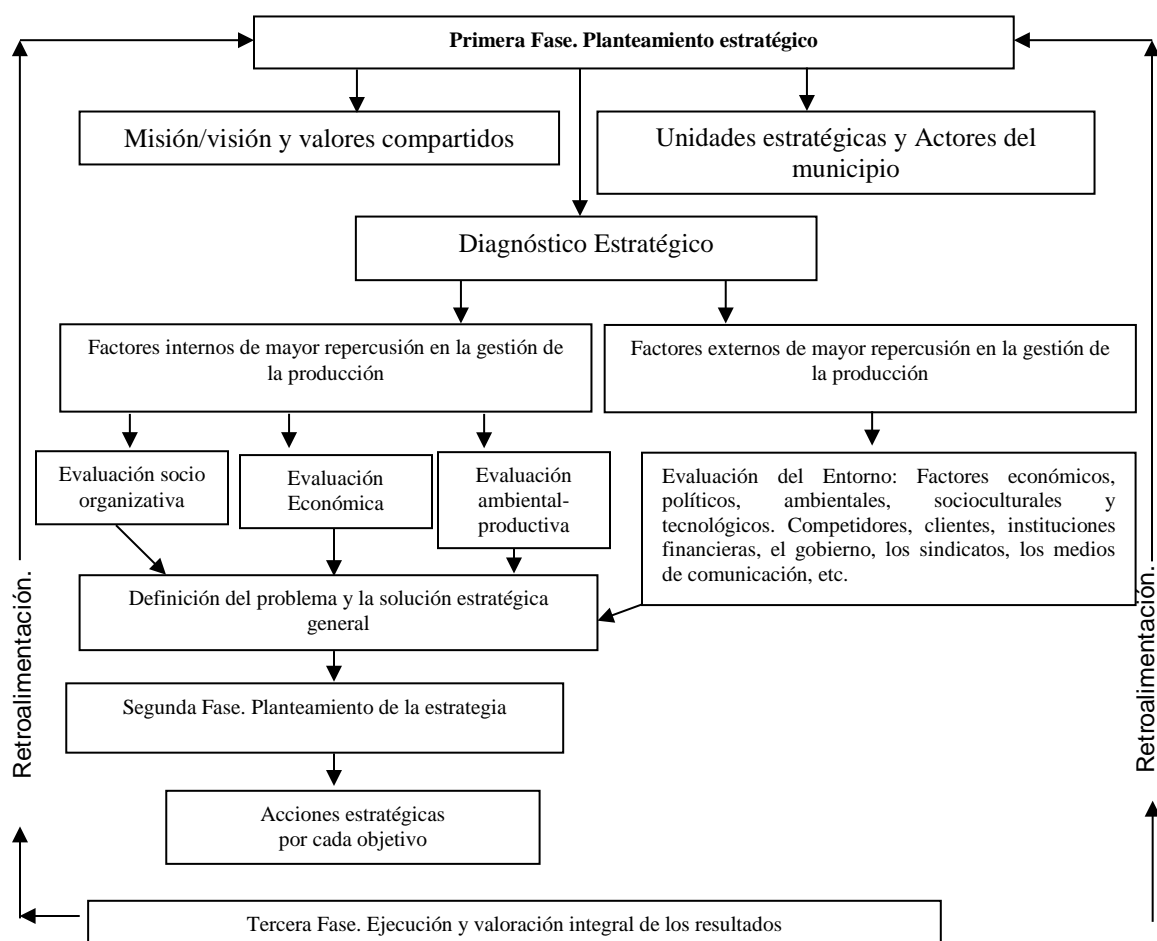 Primera Fase. Planteamiento estratégico
Misión/visión y valores compartidos
Unidades estratégicas y Actores del
municipio
Diagnóstico Estratégico
Factores internos de mayor repercusión en la gestión de
la producción
Factores externos de mayor repercusión en la gestión de
la producción
Evaluación socio
organizativa
Evaluación
Económica
Evaluación
ambiental-
productiva
Evaluación del Entorno: Factores económicos,
políticos, ambientales, socioculturales y
tecnológicos. Competidores, clientes, instituciones
financieras, el gobierno, los sindicatos, los medios
de comunicación, etc.
Definición del problema y la solución estratégica
general
Segunda Fase. Planteamiento de la estrategia
Acciones estratégicas
por cada objetivo
Tercera Fase. Ejecución y valoración integral de los resultados
Retroalimentación.
Retroalimentación.